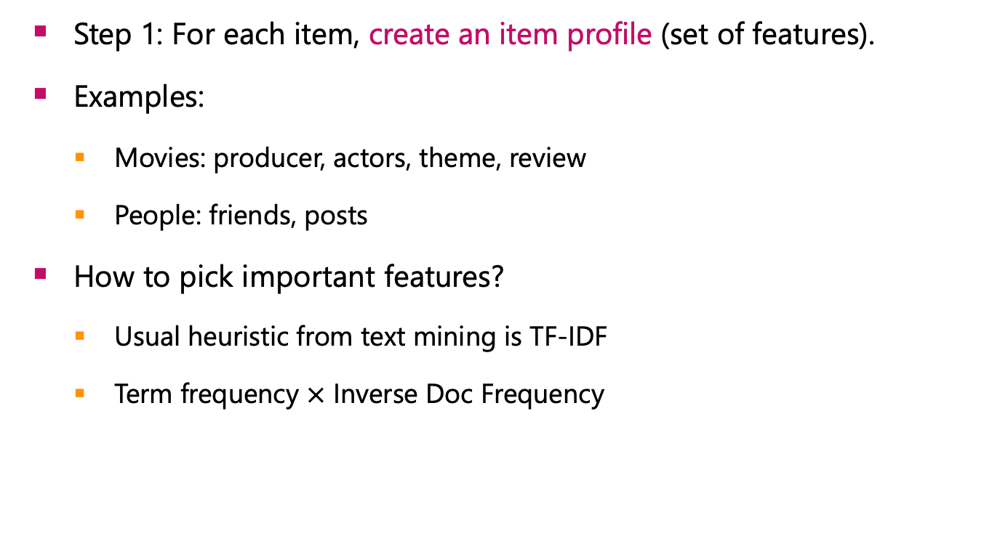 Step 1: For each item, create an item profile (set of features).
Examples:
Movies: producer, actors, theme, review
People: friends, posts
How to pick important features?
Usual heuristic from text mining is TF-IDF
Term frequency × Inverse Doc Frequency